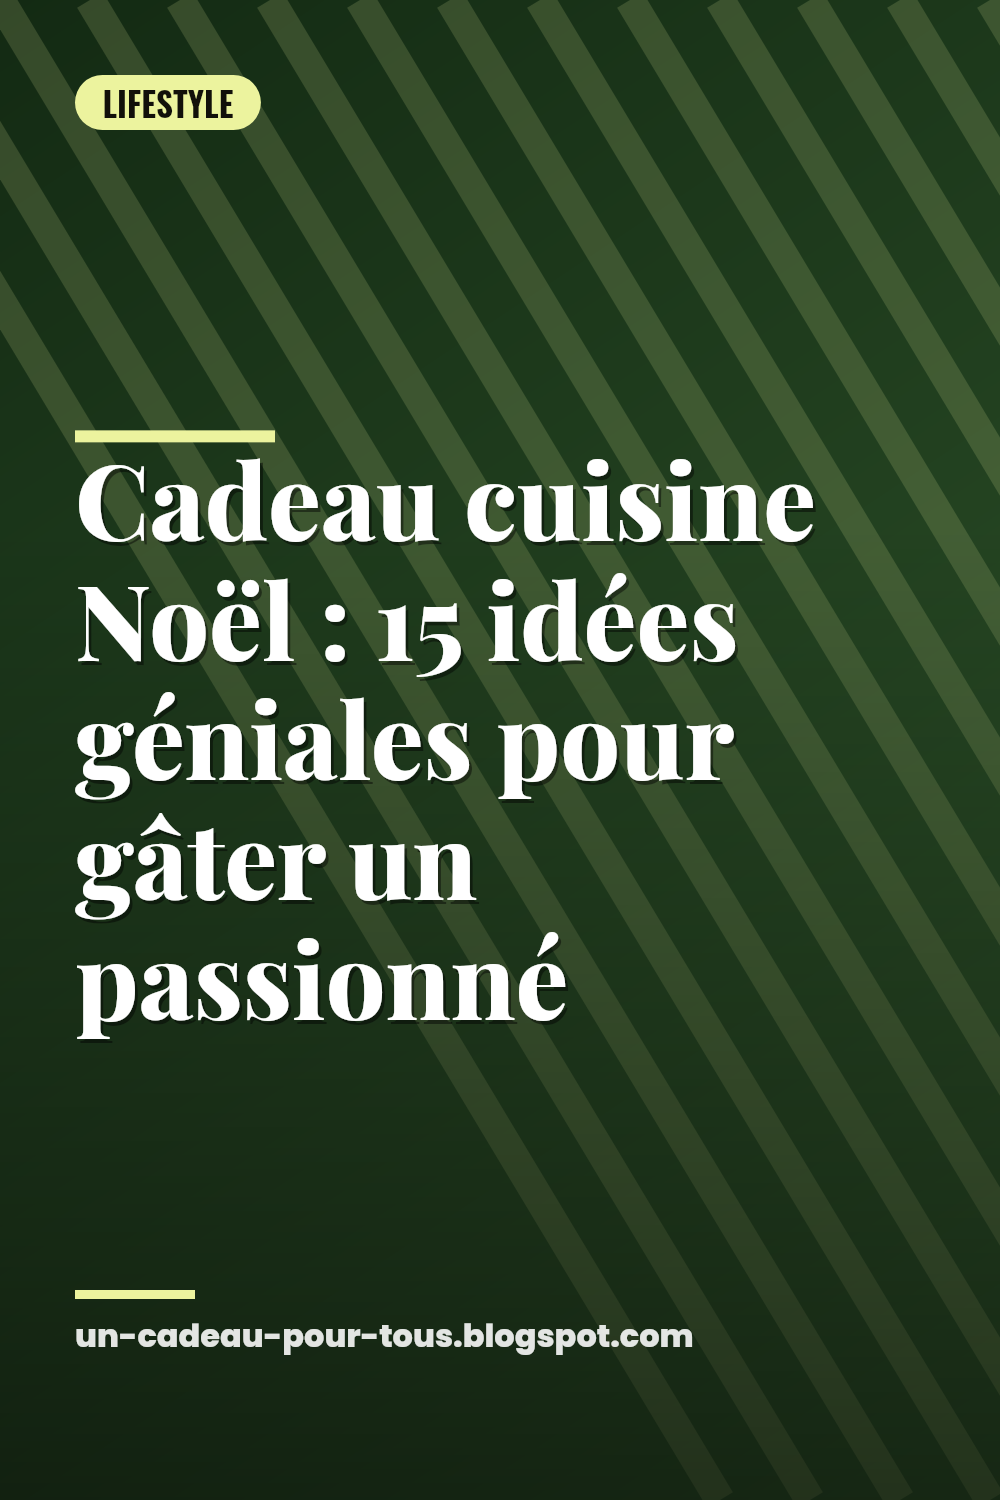 LIFESTYLE
Cadeau cuisine
Noël : 15 idées
géniales pour
gâter un
passionné
un-cadeau-pour-tous.blogspot.com